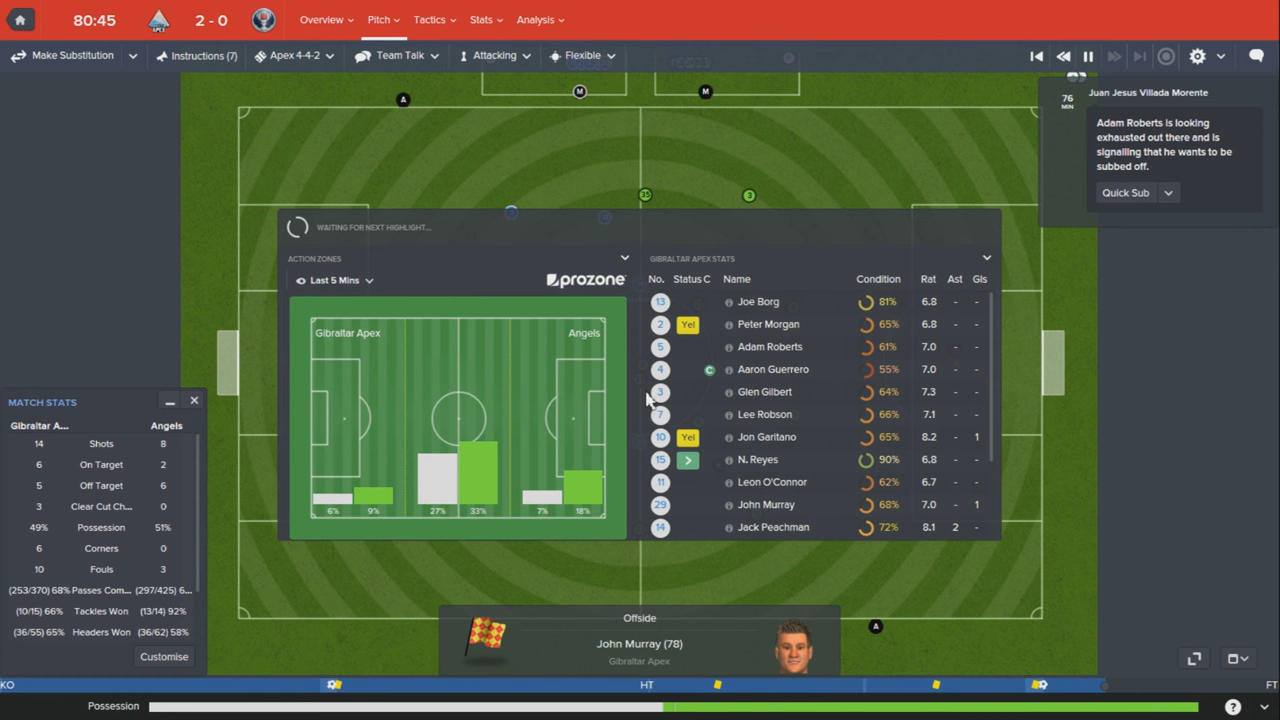 80:45
APEX
2 - 0
Overview
Pitch
Tactics
Stats
Analysis
Make Substitution
Instructions (7)
Apex 4-4-2
Team Talk
Attacking
Flexible
A
M
M
76
MIN
Juan Jesus Villada Morente
Adam Roberts is looking
exhausted out there and is
signalling that he wants to be
subbed off.
Quick Sub
35
3
WAITING FOR NEXT HIGHLIGHT...
ACTION ZONES
Last 5 Mins
prozone
Gibraltar Apex
Angels
6%
9%
27%
33%
7%
18%
GIBRALTAR APEX STATS
No. Status C Name Condition Rat Ast Gls
13 Joe Borg 81% 6.8 - -
2 Yel Peter Morgan 65% 6.8 - -
5 Adam Roberts 61% 7.0 - -
4 C Aaron Guerrero 55% 7.0 - -
3 Glen Gilbert 64% 7.3 - -
7 Lee Robson 66% 7.1 - -
10 Yel Jon Garitano 65% 8.2 - 1
15 N. Reyes 90% 6.8 - -
11 Leon O'Connor 62% 6.7 - -
29 John Murray 68% 7.0 - 1
14 Jack Peachman 72% 8.1 2 -
MATCH STATS
Gibraltar A... Angels
14 Shots 8
6 On Target 2
5 Off Target 6
3 Clear Cut Ch... 0
49% Possession 51%
6 Corners 0
10 Fouls 3
(253/370) 68% Passes Com... (297/425) 6...
(10/15) 66% Tackles Won (13/14) 92%
(36/55) 65% Headers Won (36/62) 58%
Customise
Offside
John Murray (78)
Gibraltar Apex
A
KO
HT
FT
Possession
?